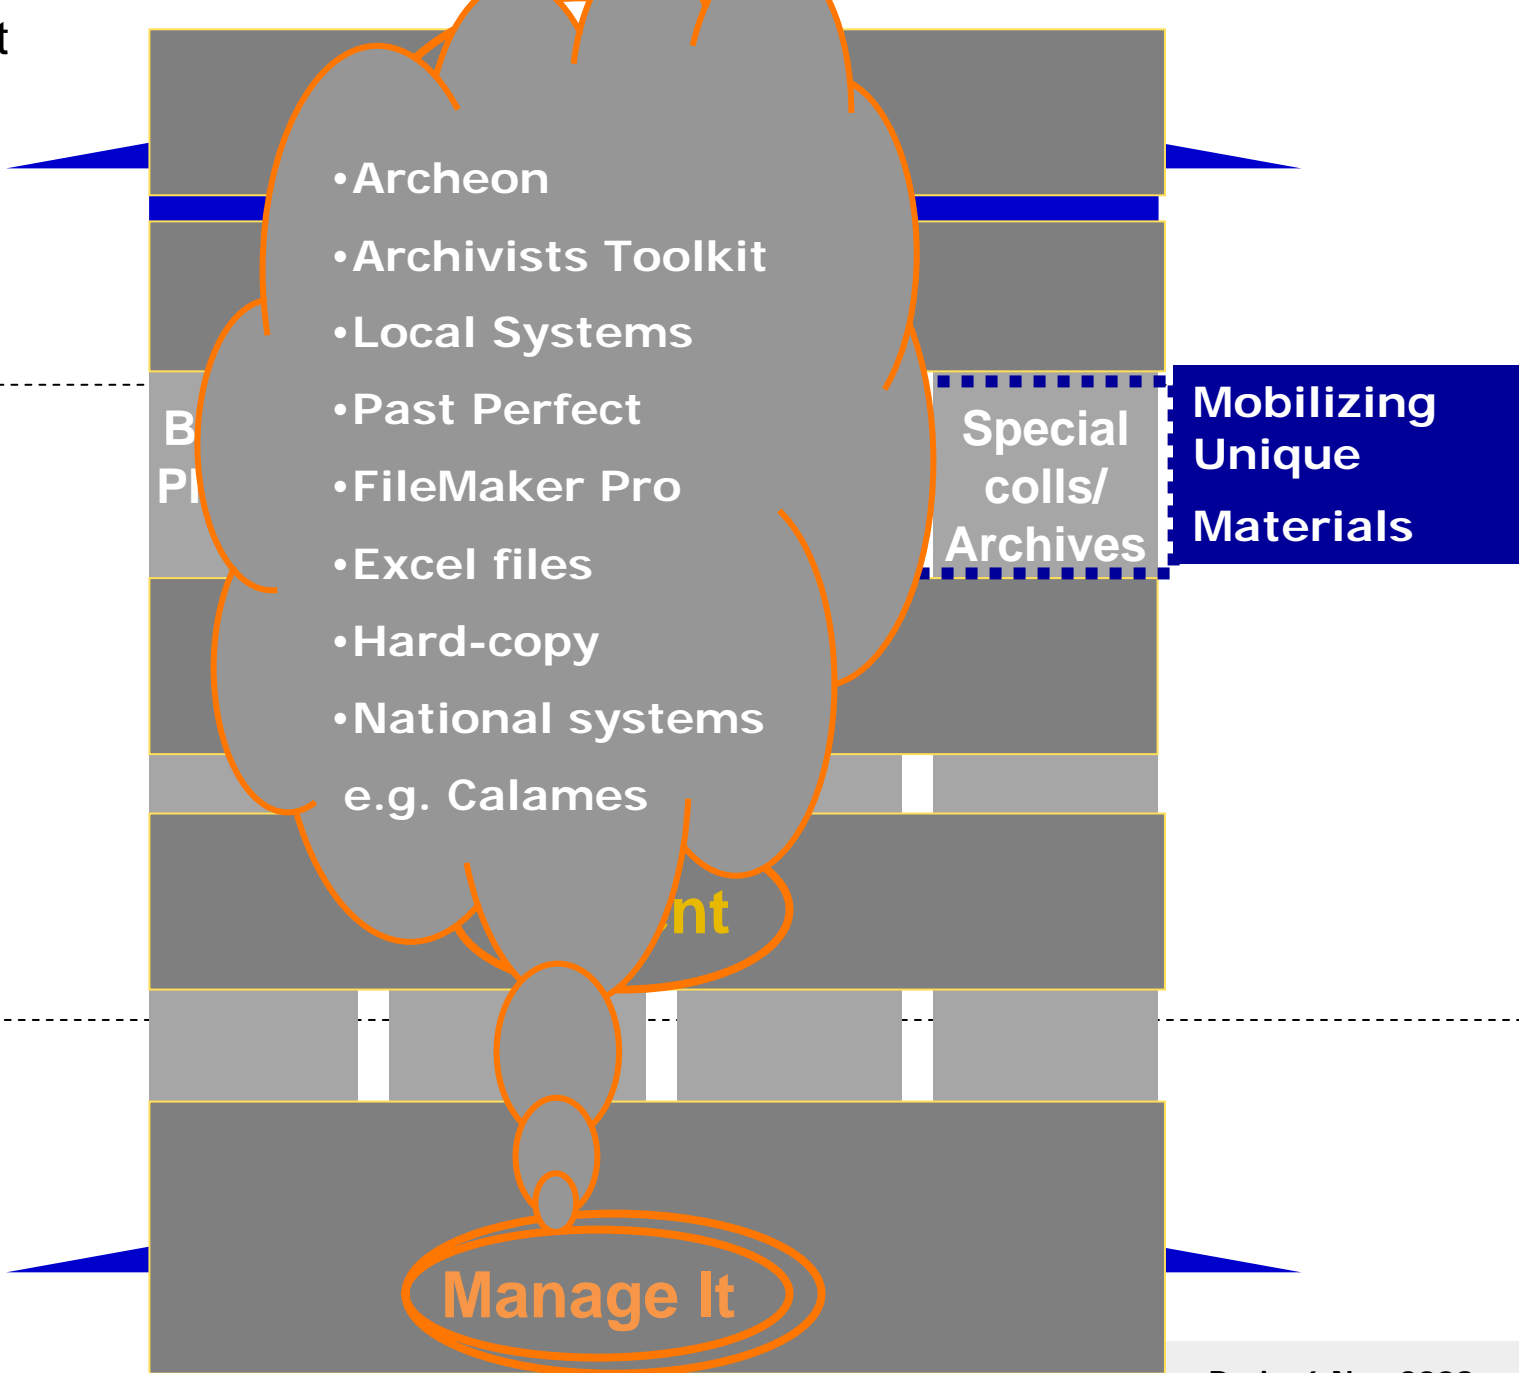 •Archeon
•Archivists Toolkit
•Local Systems
•Past Perfect
•FileMaker Pro
•Excel files
•Hard-copy
•National systems
e.g. Calames
Special
colls/
Archives
Mobilizing
Unique
Materials
Manage It